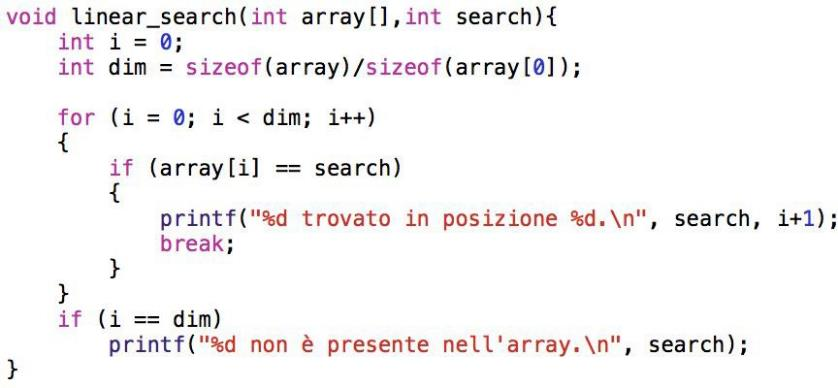 void linear_search(int array[],int search){
    int i = 0;
    int dim = sizeof(array)/sizeof(array[0]);

    for (i = 0; i < dim; i++)
    {
        if (array[i] == search)
        {
            printf("%d trovato in posizione %d.\n", search, i+1);
            break;
        }
    }
    if (i == dim)
        printf("%d non è presente nell'array.\n", search);
}